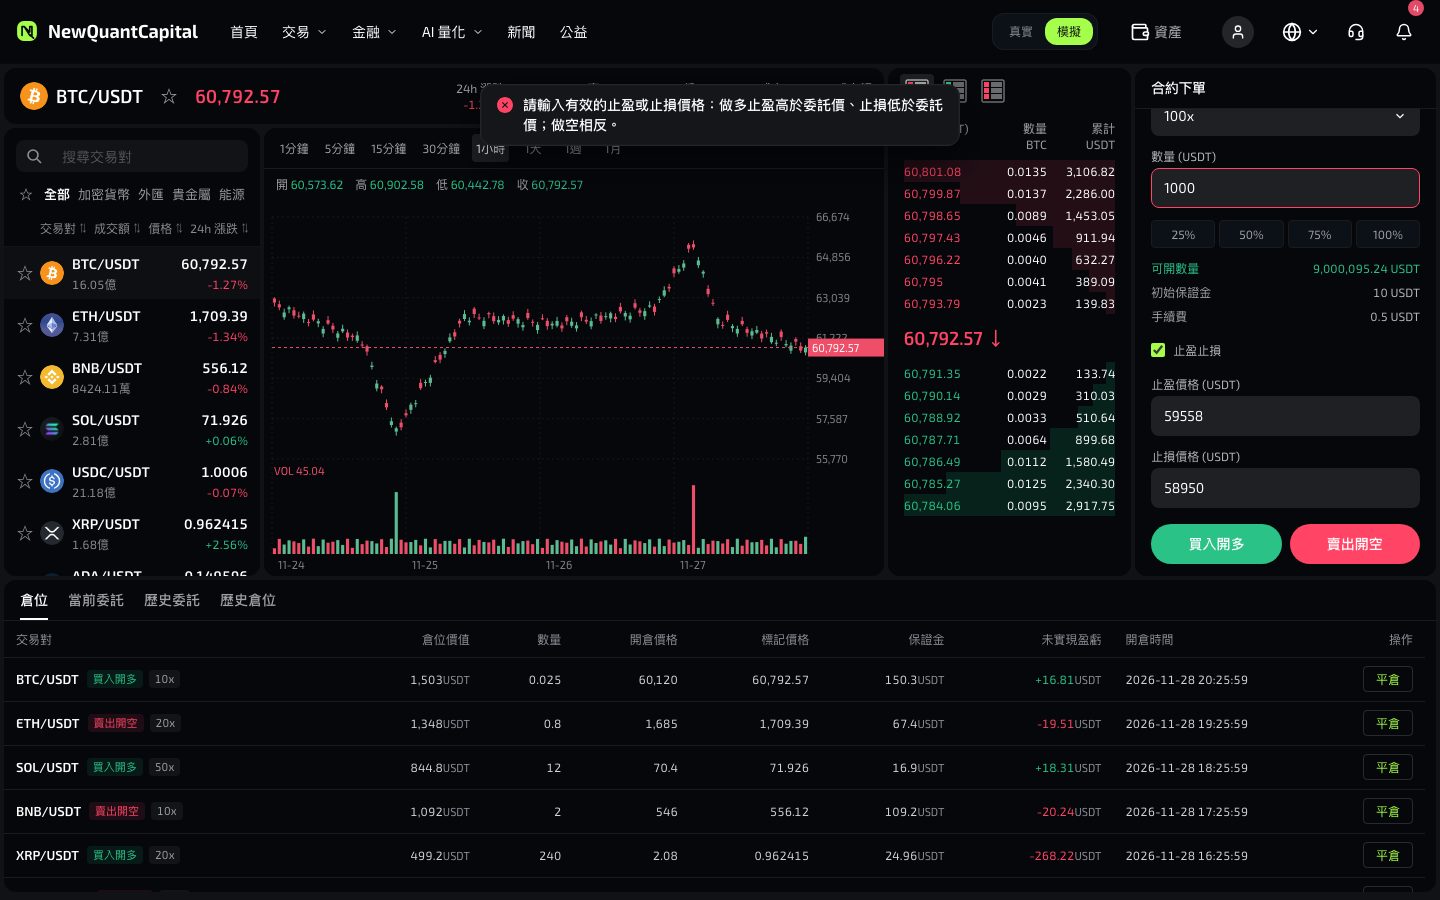 NewQuantCapital
首頁
交易
金融
AI 量化
新聞
公益
真實
模擬
資產
4
BTC/USDT
60,792.57
請輸入有效的止盈或止損價格：做多止盈高於委託價、止損低於委託
價；做空相反。
搜尋交易對
全部 加密貨幣 外匯 貴金屬 能源
交易對 成交額 價格 24h 漲跌
BTC/USDT 60,792.57
16.05億 -1.27%
ETH/USDT 1,709.39
7.31億 -1.34%
BNB/USDT 556.12
8424.11萬 -0.84%
SOL/USDT 71.926
2.81億 +0.06%
USDC/USDT 1.0006
21.18億 -0.07%
XRP/USDT 0.962415
1.68億 +2.56%
1分鐘 5分鐘 15分鐘 30分鐘 1小時 1天 1週 1月
開 60,573.62 高 60,902.58 低 60,442.78 收 60,792.57
66,674
64,856
63,039
60,792.57
59,404
57,587
55,770
VOL 45.04
11-24 11-25 11-26 11-27
數量 累計
BTC USDT
60,801.08 0.0135 3,106.82
60,799.87 0.0137 2,286.00
60,798.65 0.0089 1,453.05
60,797.43 0.0046 911.94
60,796.22 0.0040 632.27
60,795 0.0041 389.09
60,793.79 0.0023 139.83
60,792.57 ↓
60,791.35 0.0022 133.74
60,790.14 0.0029 310.03
60,788.92 0.0033 510.64
60,787.71 0.0064 899.68
60,786.49 0.0112 1,580.49
60,785.27 0.0125 2,340.30
60,784.06 0.0095 2,917.75
合約下單
100x
數量 (USDT)
1000
25% 50% 75% 100%
可開數量 9,000,095.24 USDT
初始保證金 10 USDT
手續費 0.5 USDT
止盈止損
止盈價格 (USDT)
59558
止損價格 (USDT)
58950
買入開多 賣出開空
倉位 當前委託 歷史委託 歷史倉位
交易對 倉位價值 數量 開倉價格 標記價格 保證金 未實現盈虧 開倉時間 操作
BTC/USDT 買入開多 10x 1,503USDT 0.025 60,120 60,792.57 150.3USDT +16.81USDT 2026-11-28 20:25:59 平倉
ETH/USDT 賣出開空 20x 1,348USDT 0.8 1,685 1,709.39 67.4USDT -19.51USDT 2026-11-28 19:25:59 平倉
SOL/USDT 買入開多 50x 844.8USDT 12 70.4 71.926 16.9USDT +18.31USDT 2026-11-28 18:25:59 平倉
BNB/USDT 賣出開空 10x 1,092USDT 2 546 556.12 109.2USDT -20.24USDT 2026-11-28 17:25:59 平倉
XRP/USDT 買入開多 20x 499.2USDT 240 2.08 0.962415 24.96USDT -268.22USDT 2026-11-28 16:25:59 平倉